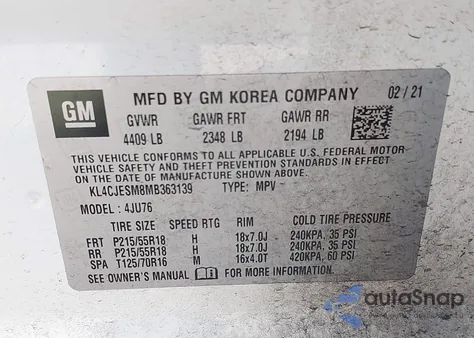 GM
MFD BY GM KOREA COMPANY 02/21
GVWR GAWR FRT GAWR RR
4409 LB 2348 LB 2194 LB
THIS VEHICLE CONFORMS TO ALL APPLICABLE U.S. FEDERAL MOTOR
VEHICLE SAFETY AND THEFT PREVENTION STANDARDS IN EFFECT ON
THE DATE OF MANUFACTURE SHOWN ABOVE.
KL4CJESM8MB363139 TYPE: MPV
MODEL: 4JU76
TIRE SIZE SPEED RTG RIM COLD TIRE PRESSURE
FRT P215/55R18 H 18x7.0J 240KPA, 35 PSI
RR P215/55R18 H 18x7.0J 240KPA, 35 PSI
SPA T125/70R16 M 16x4.0T 420KPA, 60 PSI
SEE OWNER'S MANUAL FOR MORE INFORMATION.
autoSnap